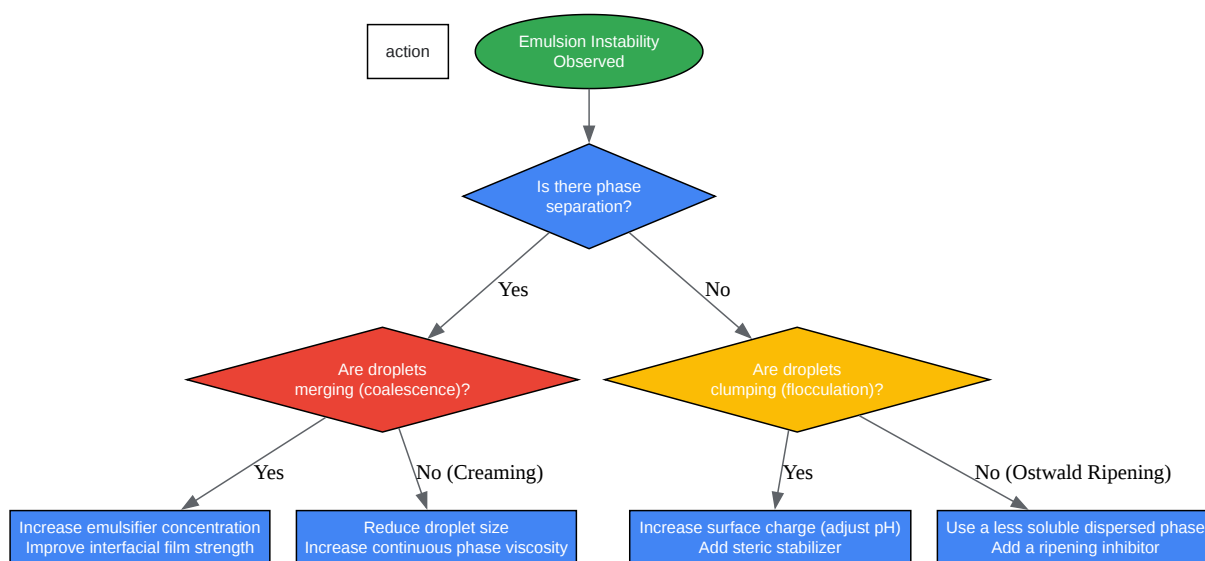 action
Emulsion Instability
Observed
Is there phase
separation?
Yes
No
Are droplets
merging (coalescence)?
Are droplets
clumping (flocculation)?
Yes
No (Creaming)
Yes
No (Ostwald Ripening)
Increase emulsifier concentration
Improve interfacial film strength
Reduce droplet size
Increase continuous phase viscosity
Increase surface charge (adjust pH)
Add steric stabilizer
Use a less soluble dispersed phase
Add a ripening inhibitor